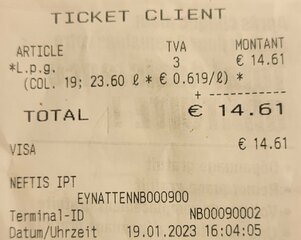 TICKET CLIENT
ARTICLE TVA MONTANT
*L.p.g. 3 € 14.61
(COL. 19; 23.60 ℓ * € 0.619/ℓ) *
+ ----------
TOTAL € 14.61
VISA € 14.61
NEFTIS IPT
EYNATTENNB000900
Terminal-ID NB00090002
Datum/Uhrzeit 19.01.2023 16:04:05